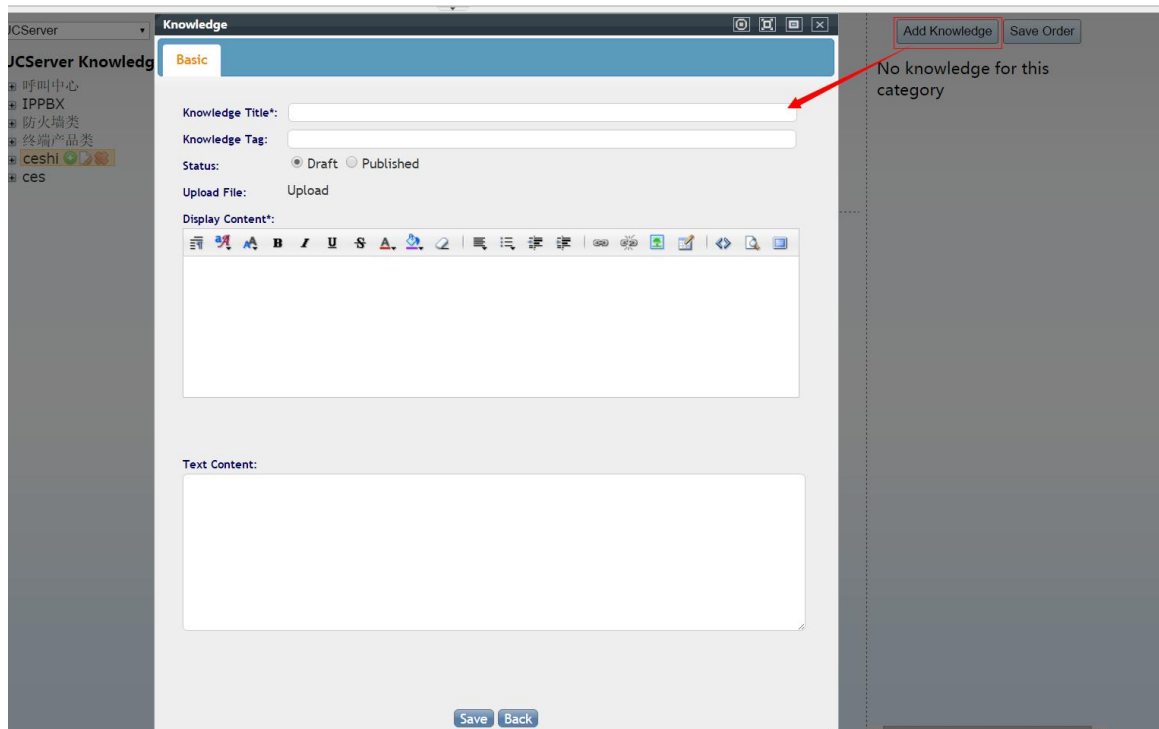 JCServer
JCServer Knowledg
呼叫中心
IPPBX
防火墙类
终端产品类
ceshi
ces
Knowledge
Basic
Knowledge Title*:
Knowledge Tag:
Status: Draft Published
Upload File: Upload
Display Content*:
Text Content:
Save Back
Add Knowledge Save Order
No knowledge for this
category